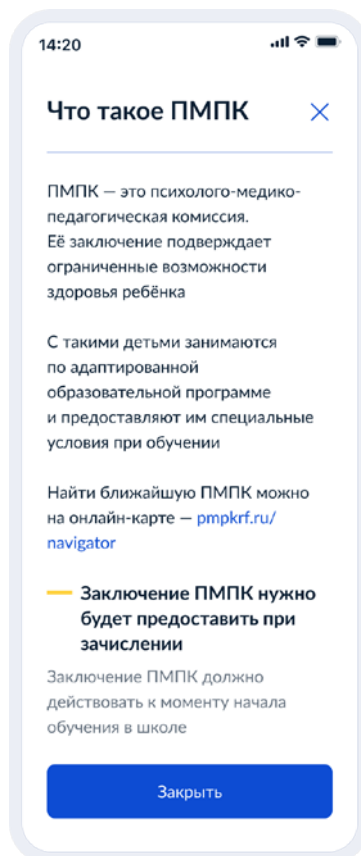 14:20
Что такое ПМПК
ПМПК — это психолого-медико-
педагогическая комиссия.
Её заключение подверждает
ограниченные возможности
здоровья ребёнка
С такими детьми занимаются
по адаптированной
образовательной программе
и предоставляют им специальные
условия при обучении
Найти ближайшую ПМПК можно
на онлайн-карте — pmpkrf.ru/
navigator
Заключение ПМПК нужно
будет предоставить при
зачислении
Заключение ПМПК должно
действовать к моменту начала
обучения в школе
Закрыть